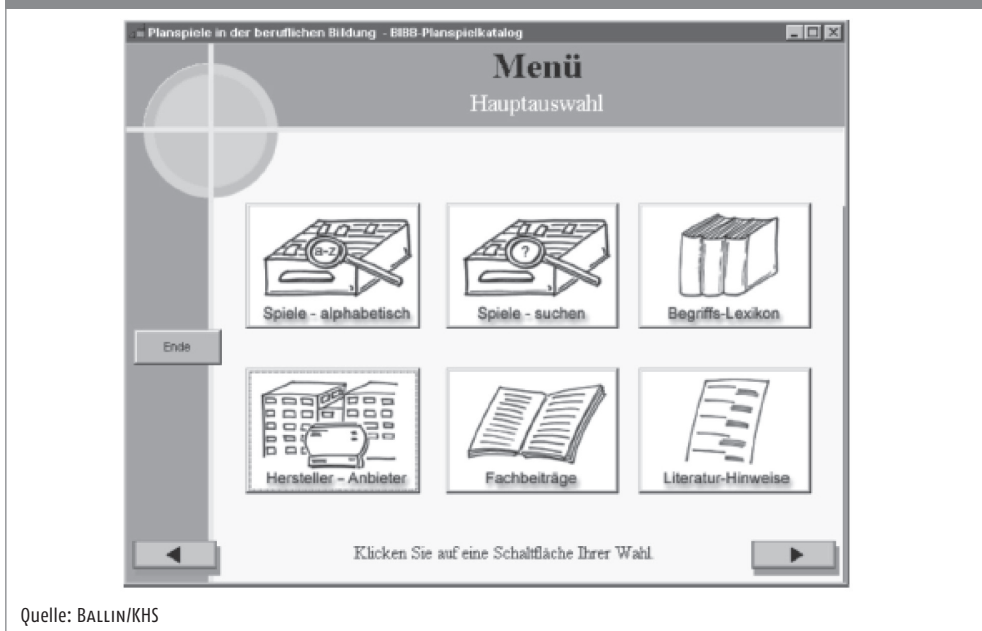 Planspiele in der beruflichen Bildung - BIBB-Planspielkatalog
Menü
Hauptauswahl
a-z
?
Spiele - alphabetisch
Spiele - suchen
Begriffs-Lexikon
Ende
Hersteller - Anbieter
Fachbeiträge
Literatur-Hinweise
Klicken Sie auf eine Schaltfläche Ihrer Wahl.
Quelle: BALLIN/KHS